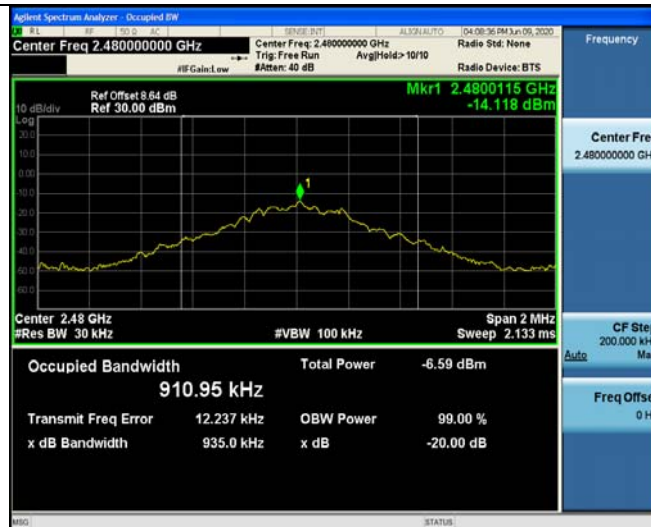 Agilent Spectrum Analyzer - Occupied BW
RL RF 50 Ω AC SENSE:INT ALIGN AUTO 04:08:36 PM Jun 09, 2020
Center Freq 2.480000000 GHz
Center Freq: 2.480000000 GHz
Radio Std: None
Trig: Free Run Avg|Hold:> 10/10
#IFGain:Low #Atten: 40 dB Radio Device: BTS
Ref Offset 8.64 dB
Mkr1 2.4800115 GHz
10 dB/div Ref 30.00 dBm -14.118 dBm
Log
20.0
10.0
0.00
-10.0
-20.0
-30.0
-40.0
-50.0
-60.0
1
Center 2.48 GHz Span 2 MHz
#Res BW 30 kHz #VBW 100 kHz Sweep 2.133 ms
Occupied Bandwidth Total Power -6.59 dBm
910.95 kHz
Transmit Freq Error 12.237 kHz OBW Power 99.00 %
x dB Bandwidth 935.0 kHz x dB -20.00 dB
MSG STATUS
Frequency
Center Fre
2.480000000 GH
CF Ste
200.000 kH
Auto Ma
Freq Offse
0 H